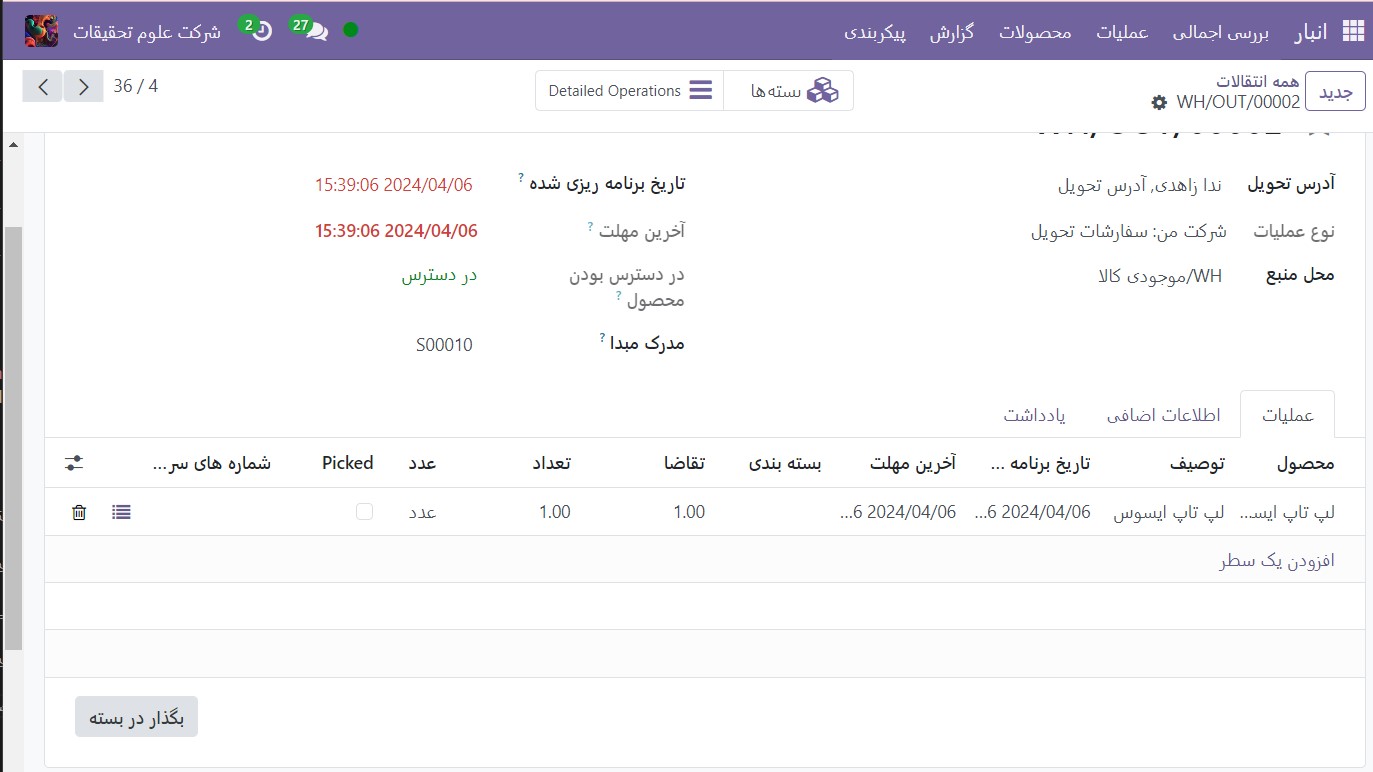 انبار بررسی اجمالی عملیات محصولات گزارش پیکربندی 27 2 شرکت علوم تحقیقات
جدید همه انتقالات
WH/OUT/00002
بسته‌ها Detailed Operations
36 / 4
آدرس تحویل ندا زاهدی, آدرس تحویل
نوع عملیات شرکت من: سفارشات تحویل
محل منبع WH/موجودی کالا
تاریخ برنامه ریزی شده ? 2024/04/06 15:39:06
آخرین مهلت ? 2024/04/06 15:39:06
در دسترس بودن
محصول ? در دسترس
مدرک مبدا ? S00010
عملیات اطلاعات اضافی یادداشت
محصول توصیف تاریخ برنامه ... آخرین مهلت بسته بندی تقاضا تعداد عدد Picked شماره های سر...
لپ تاپ ایس... لپ تاپ ایسوس 2024/04/06 6... 2024/04/06 6... 1.00 1.00 عدد
افزودن یک سطر
بگذار در بسته